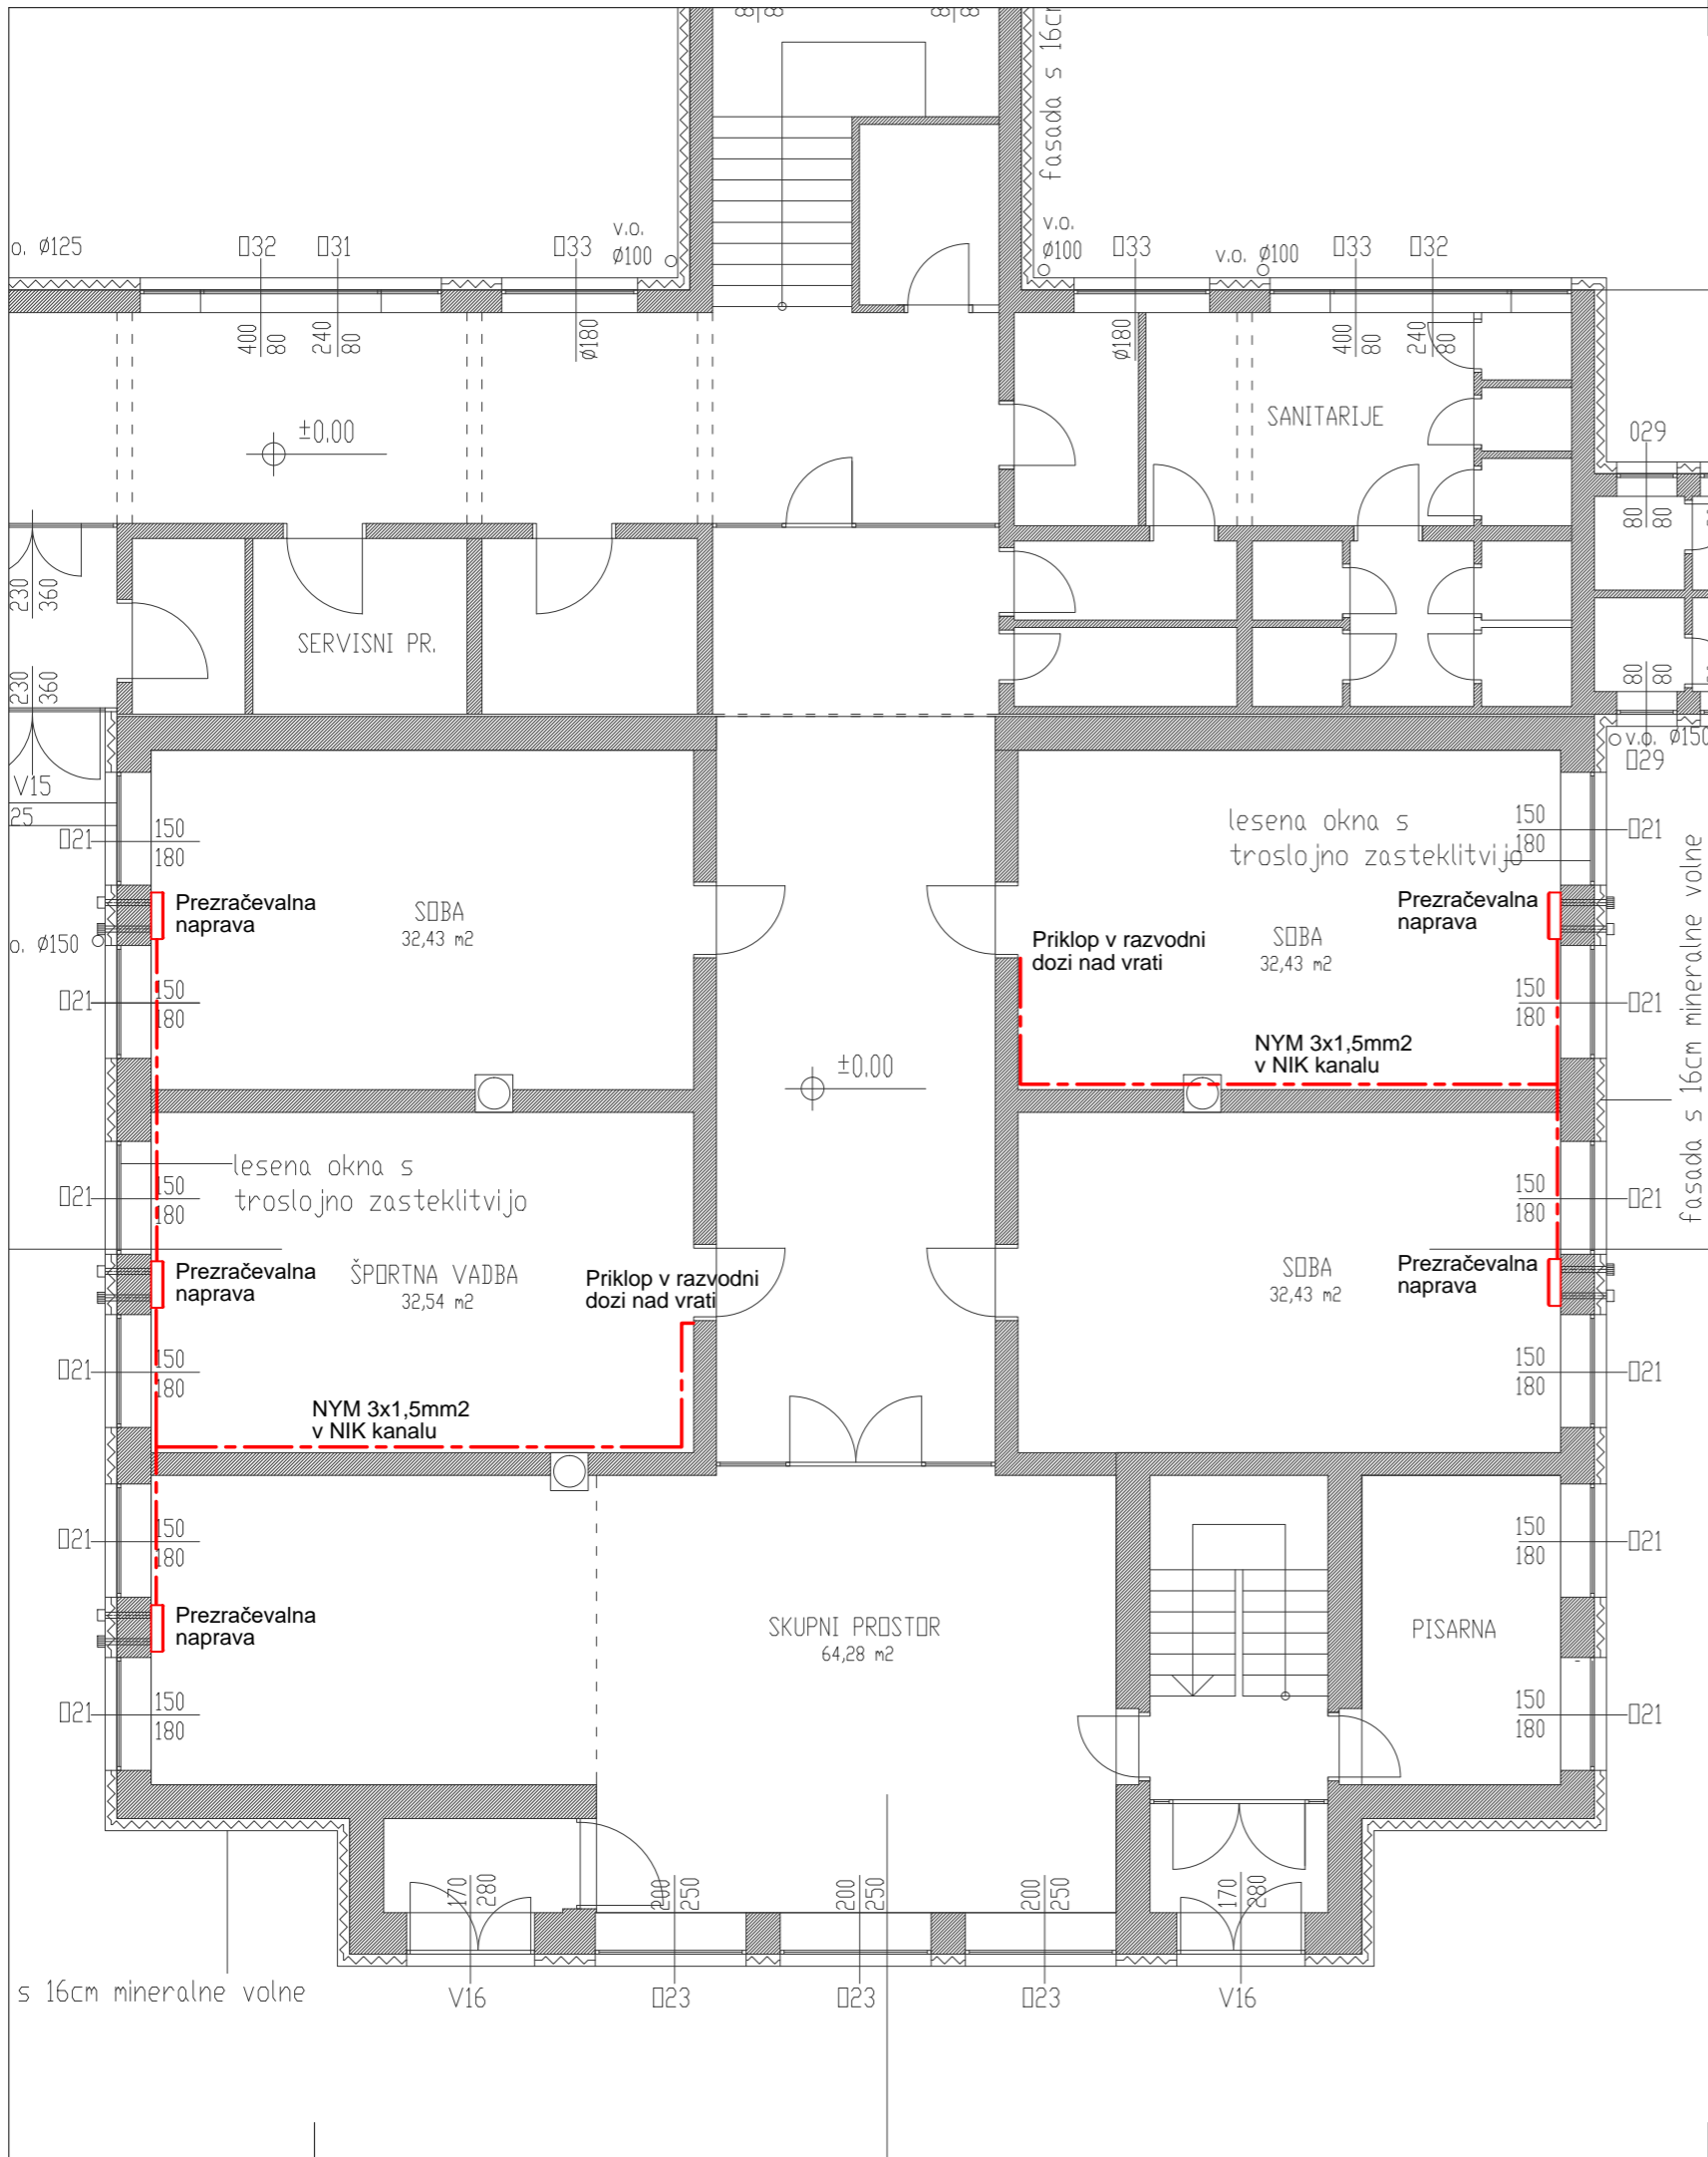 fasada s 16cm
o. Ø125
O32
O31
O33
v.o.
Ø100
v.o.
Ø100
O33
v.o. Ø100
O33
O32
400
80
240
80
Ø180
Ø180
400
80
240
80
±0.00
SANITARIJE
O29
80
80
230
360
SERVISNI PR.
230
360
80
80
v.o. Ø150
O29
V15
25
O21
150
180
lesena okna s
troslojno zasteklitvijo
150
180
O21
Prezračevalna
naprava
SOBA
32,43 m2
Priklop v razvodni
dozi nad vrati
SOBA
32,43 m2
Prezračevalna
naprava
o. Ø150
O21
150
180
150
180
O21
NYM 3x1,5mm2
v NIK kanalu
±0.00
fasada s 16cm mineralne volne
lesena okna s
troslojno zasteklitvijo
O21
150
180
150
180
O21
Prezračevalna
naprava
ŠPORTNA VADBA
32,54 m2
Priklop v razvodni
dozi nad vrati
SOBA
32,43 m2
Prezračevalna
naprava
O21
150
180
150
180
O21
NYM 3x1,5mm2
v NIK kanalu
O21
150
180
150
180
O21
Prezračevalna
naprava
SKUPNI PROSTOR
64,28 m2
PISARNA
O21
150
180
150
180
O21
170
280
200
250
200
250
200
250
170
280
s 16cm mineralne volne
V16
O23
O23
O23
V16